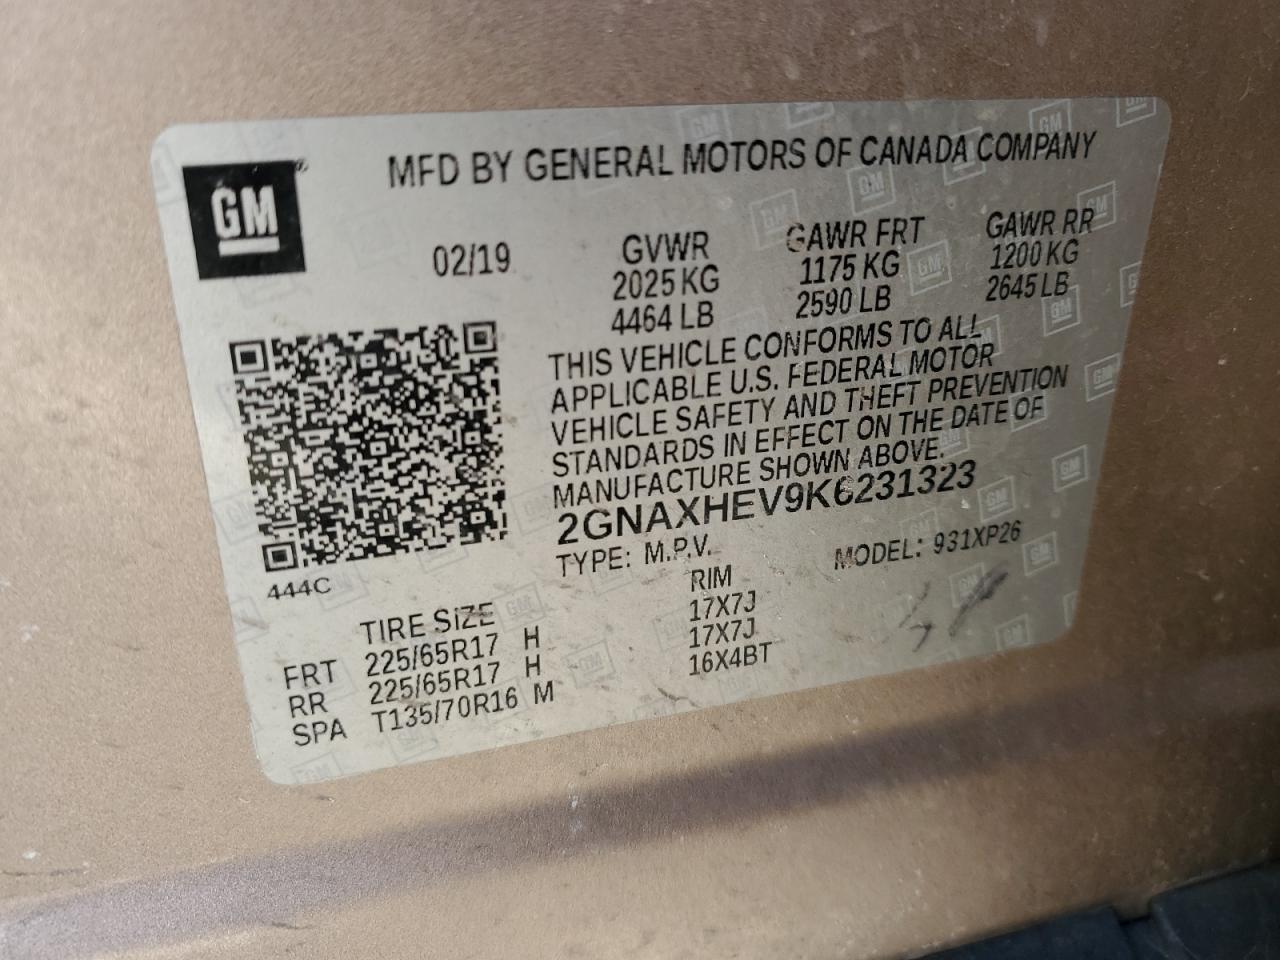 GM
MFD BY GENERAL MOTORS OF CANADA COMPANY
02/19
GVWR GAWR FRT GAWR RR
2025 KG 1175 KG 1200 KG
4464 LB 2590 LB 2645 LB
THIS VEHICLE CONFORMS TO ALL
APPLICABLE U.S. FEDERAL MOTOR
VEHICLE SAFETY AND THEFT PREVENTION
STANDARDS IN EFFECT ON THE DATE OF
MANUFACTURE SHOWN ABOVE.
2GNAXHEV9K6231323
TYPE: M.P.V. MODEL: 931XP26
444C
TIRE SIZE RIM
FRT 225/65R17 H 17X7J
RR 225/65R17 H 17X7J
SPA T135/70R16 M 16X4BT